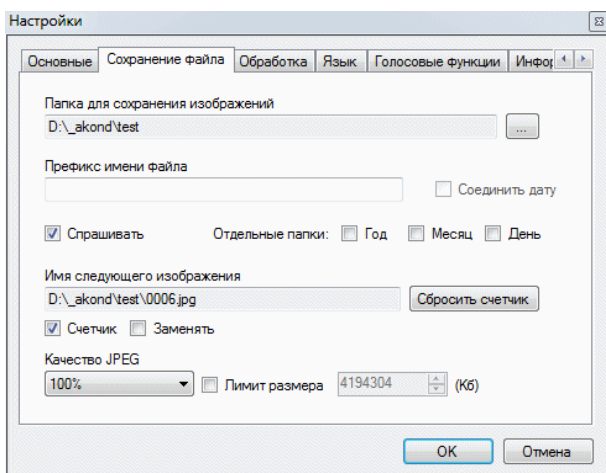 Настройки
Основные Сохранение файла Обработка Язык Голосовые функции Инфор
Папка для сохранения изображений
D:\_akond\test
...
Префикс имени файла
Соединить дату
Спрашивать Отдельные папки: Год Месяц День
Имя следующего изображения
D:\_akond\test\0006.jpg Сбросить счетчик
Счетчик Заменять
Качество JPEG
100% Лимит размера 4194304 (Кб)
OK Отмена